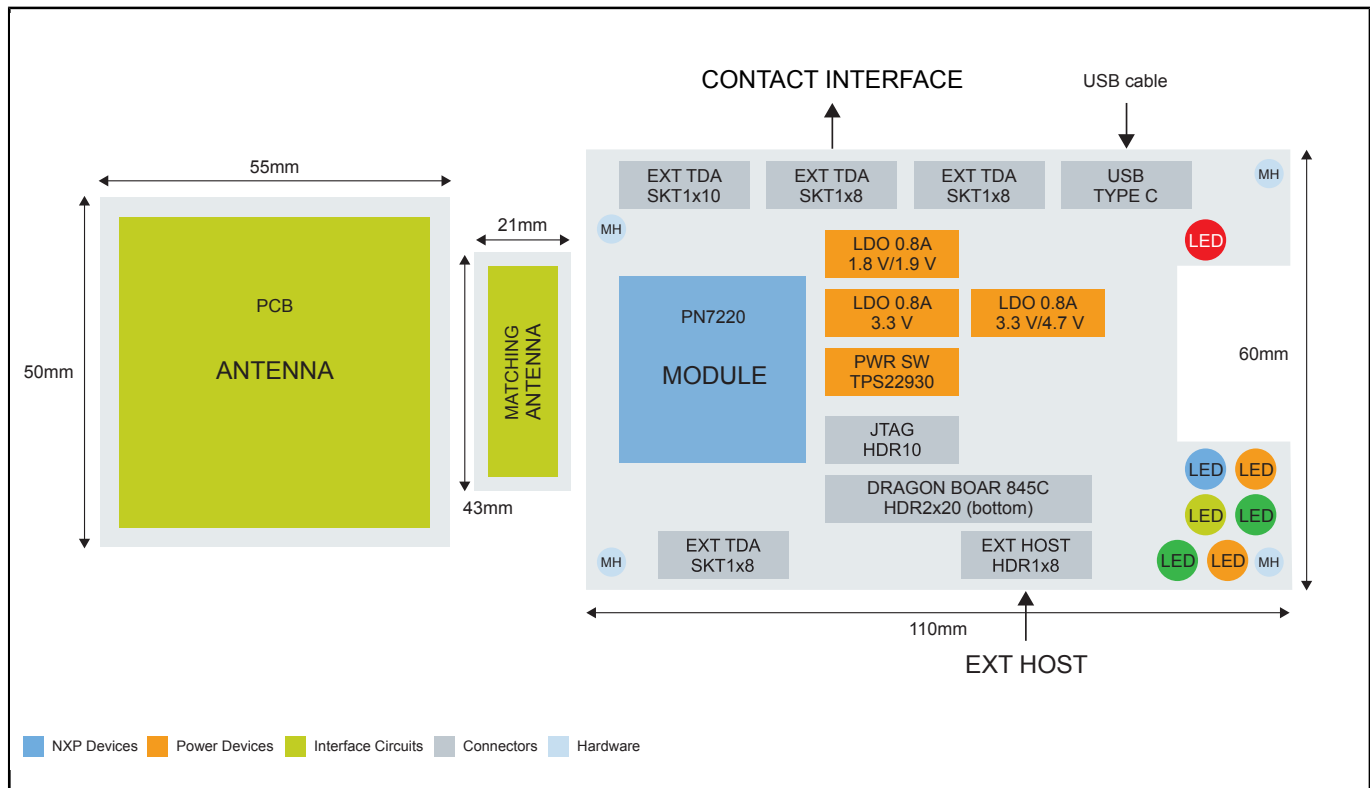 CONTACT INTERFACE
USB cable
55mm
50mm
PCB
ANTENNA
21mm
43mm
MATCHING
ANTENNA
EXT TDA
SKT1x10
EXT TDA
SKT1x8
EXT TDA
SKT1x8
USB
TYPE C
MH
MH
LED
LDO 0.8A
1.8 V/1.9 V
PN7220
MODULE
LDO 0.8A
3.3 V
LDO 0.8A
3.3 V/4.7 V
60mm
PWR SW
TPS22930
JTAG
HDR10
DRAGON BOAR 845C
HDR2x20 (bottom)
LED
LED
LED
LED
MH
EXT TDA
SKT1x8
EXT HOST
HDR1x8
LED
LED
MH
110mm
EXT HOST
NXP Devices
Power Devices
Interface Circuits
Connectors
Hardware